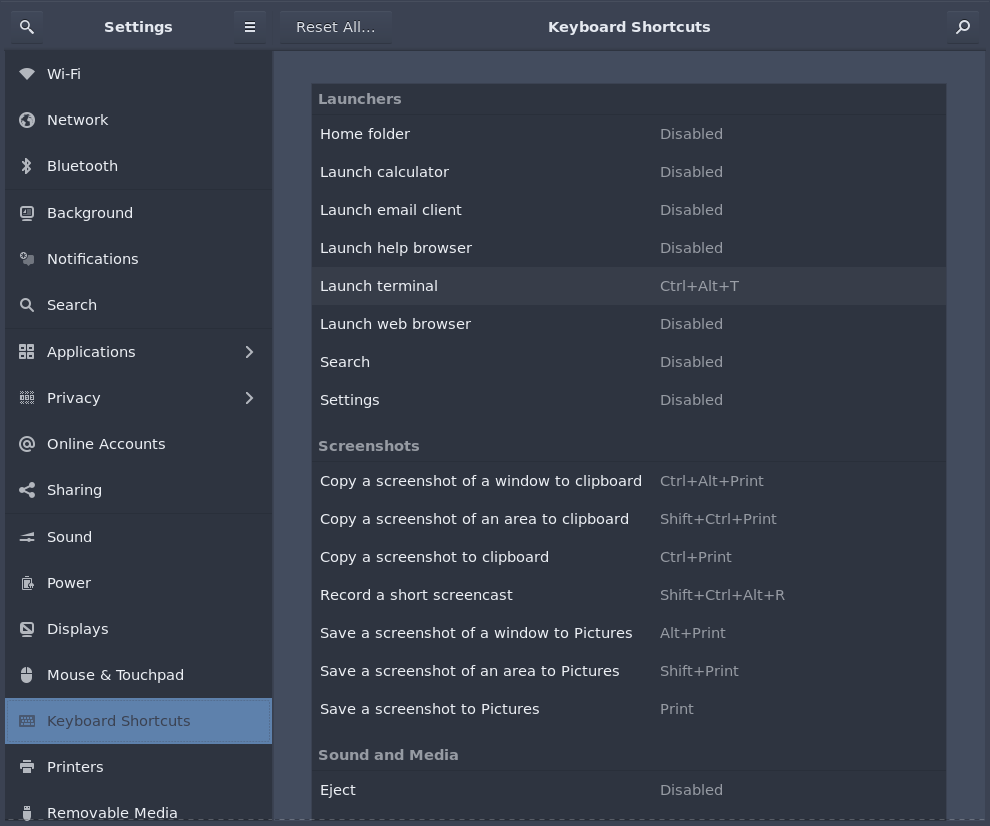 Settings
Reset All...
Keyboard Shortcuts
Wi-Fi
Network
Bluetooth
Background
Notifications
Search
Applications
Privacy
Online Accounts
Sharing
Sound
Power
Displays
Mouse & Touchpad
Keyboard Shortcuts
Printers
Removable Media
Launchers
Home folder Disabled
Launch calculator Disabled
Launch email client Disabled
Launch help browser Disabled
Launch terminal Ctrl+Alt+T
Launch web browser Disabled
Search Disabled
Settings Disabled
Screenshots
Copy a screenshot of a window to clipboard Ctrl+Alt+Print
Copy a screenshot of an area to clipboard Shift+Ctrl+Print
Copy a screenshot to clipboard Ctrl+Print
Record a short screencast Shift+Ctrl+Alt+R
Save a screenshot of a window to Pictures Alt+Print
Save a screenshot of an area to Pictures Shift+Print
Save a screenshot to Pictures Print
Sound and Media
Eject Disabled